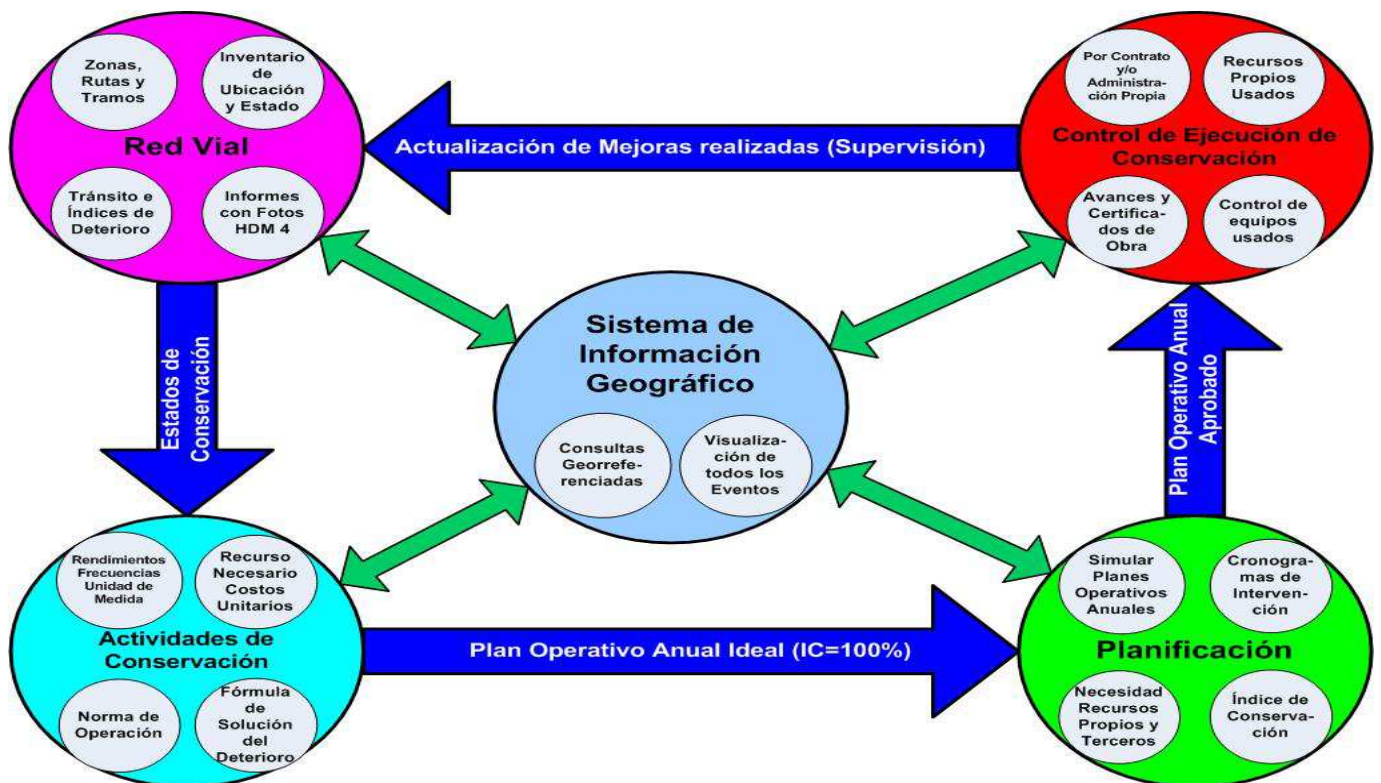 Zonas,
Rutas y
Tramos
Inventario
de
Ubicación
y Estado
Red Vial
Tránsito e
Índices de
Deterioro
Informes
con Fotos
HDM 4
Actualización de Mejoras realizadas (Supervisión)
Por Contrato
y/o
Administra-
ción Propia
Recursos
Propios
Usados
Control de Ejecución de
Conservación
Avances y
Certifica-
dos de
Obra
Control de
equipos
usados
Estados de
Conservación
Sistema de
Información
Geográfico
Consultas
Georrefe-
renciadas
Visualiza-
ción de
todos los
Eventos
Plan Operativo Anual
Aprobado
Rendimientos
Frecuencias
Unidad de
Medida
Recurso
Necesario
Costos
Unitarios
Actividades de
Conservación
Norma de
Operación
Fórmula
de
Solución
del
Deterioro
Plan Operativo Anual Ideal (IC=100%)
Simular
Planes
Operativos
Anuales
Cronogra-
mas de
Interven-
ción
Planificación
Necesidad
Recursos
Propios y
Terceros
Índice de
Conserva-
ción